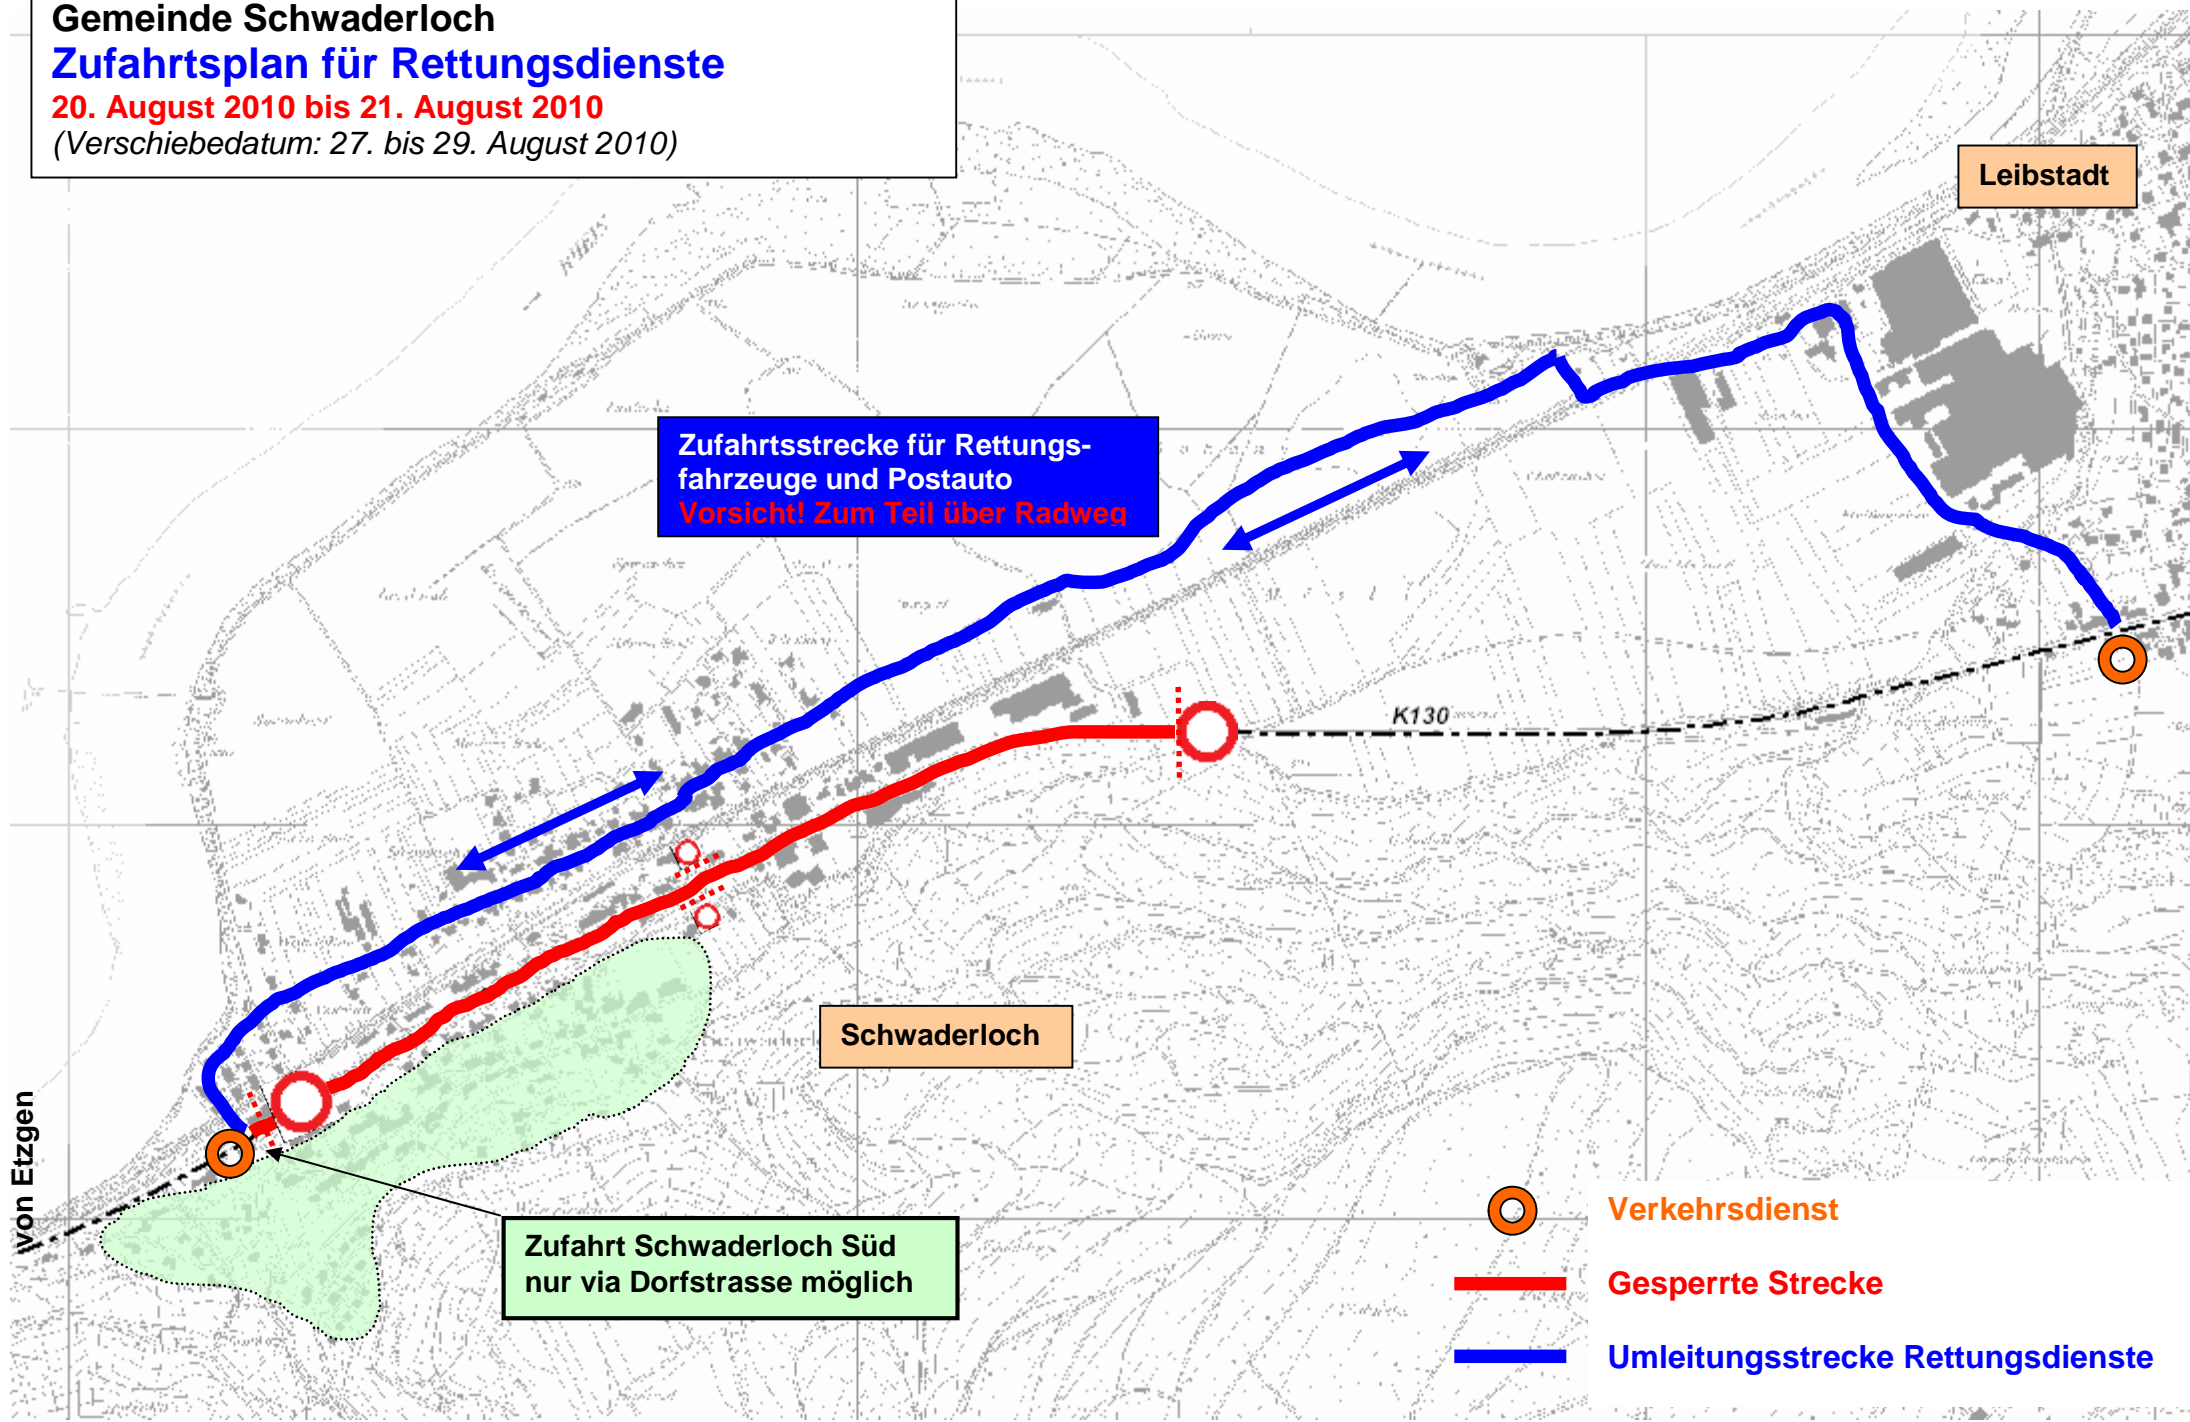 Gemeinde Schwaderloch
Zufahrtsplan für Rettungsdienste
20. August 2010 bis 21. August 2010
(Verschiebedatum: 27. bis 29. August 2010)
Leibstadt
Zufahrtsstrecke für Rettungs-
fahrzeuge und Postauto
Vorsicht! Zum Teil über Radweg
K130
Schwaderloch
von Etzgen
Zufahrt Schwaderloch Süd
nur via Dorfstrasse möglich
Verkehrsdienst
Gesperrte Strecke
Umleitungsstrecke Rettungsdienste